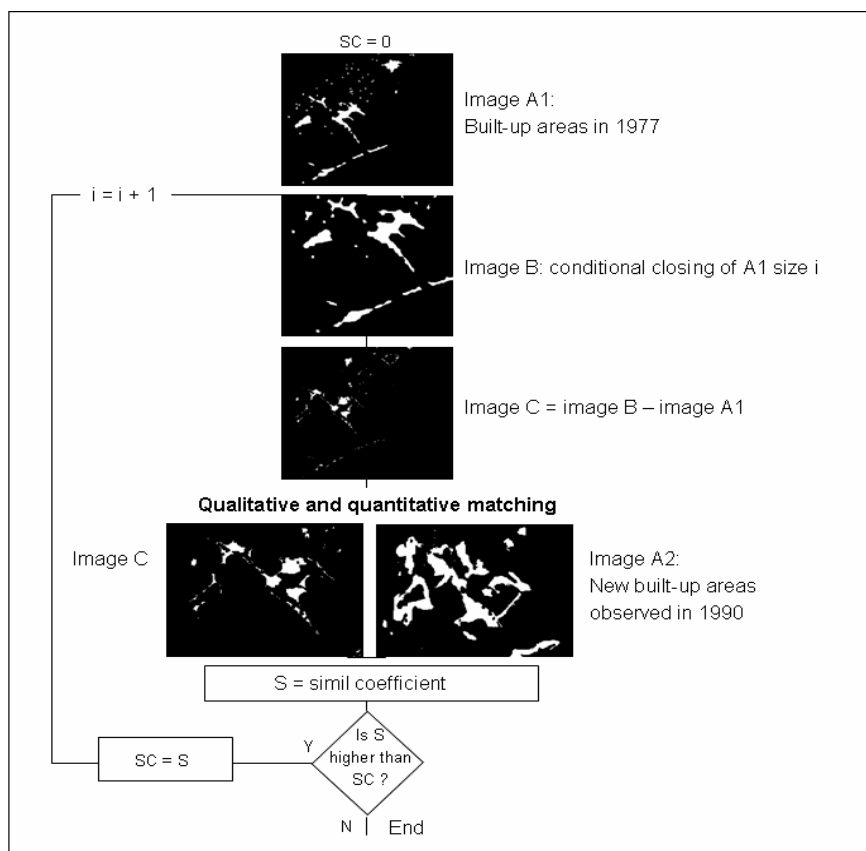 SC = 0
Image A1:
Built-up areas in 1977
i = i + 1
Image B: conditional closing of A1 size i
Image C = image B – image A1
Qualitative and quantitative matching
Image C
Image A2:
New built-up areas
observed in 1990
S = simil coefficient
Is S
higher than
SC ?
Y
SC = S
N
End